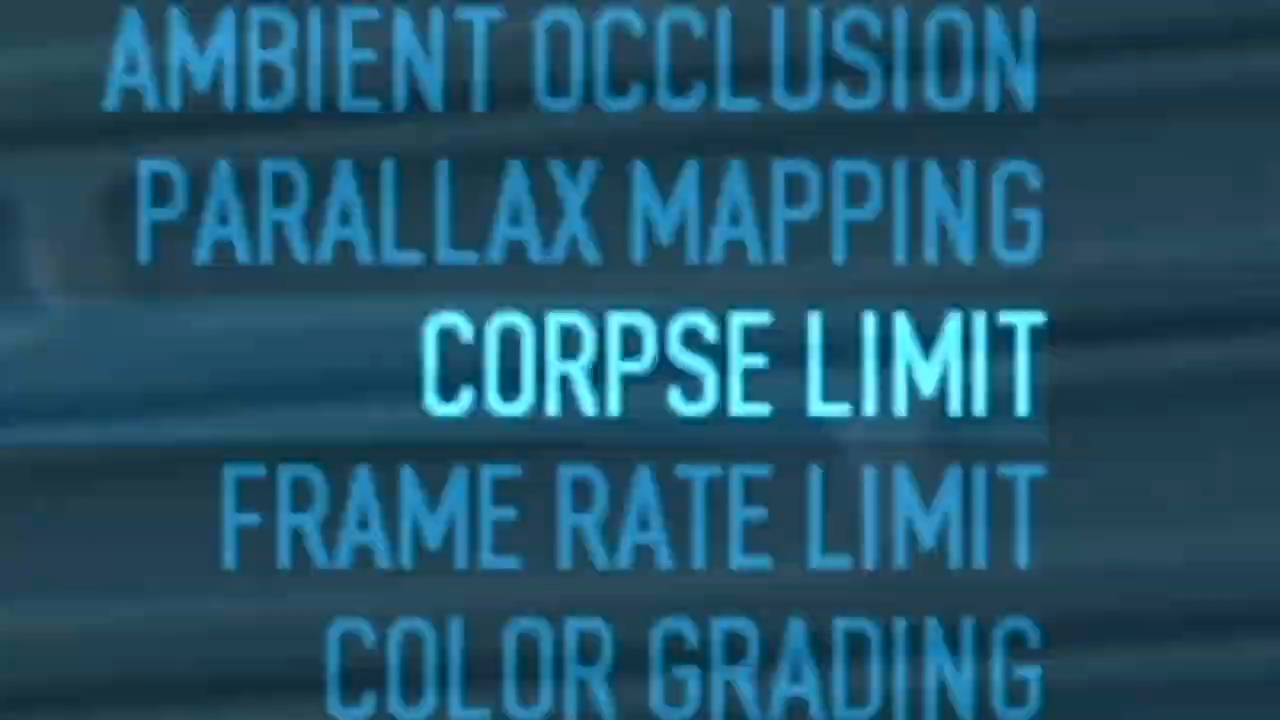 AMBIENT OCCLUSION
PARALLAX MAPPING
CORPSE LIMIT
FRAME RATE LIMIT
COLOR GRADING